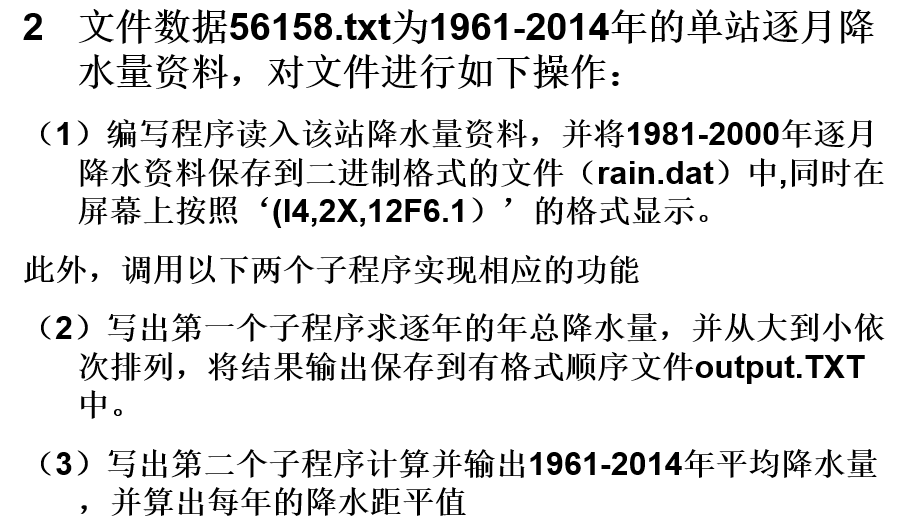 2 文件数据56158.txt为1961-2014年的单站逐月降
水量资料，对文件进行如下操作：
（1）编写程序读入该站降水量资料，并将1981-2000年逐月
降水资料保存到二进制格式的文件（rain.dat）中,同时在
屏幕上按照‘(I4,2X,12F6.1）’的格式显示。
此外，调用以下两个子程序实现相应的功能
（2）写出第一个子程序求逐年的年总降水量，并从大到小依
次排列，将结果输出保存到有格式顺序文件output.TXT
中。
（3）写出第二个子程序计算并输出1961-2014年平均降水量
，并算出每年的降水距平值